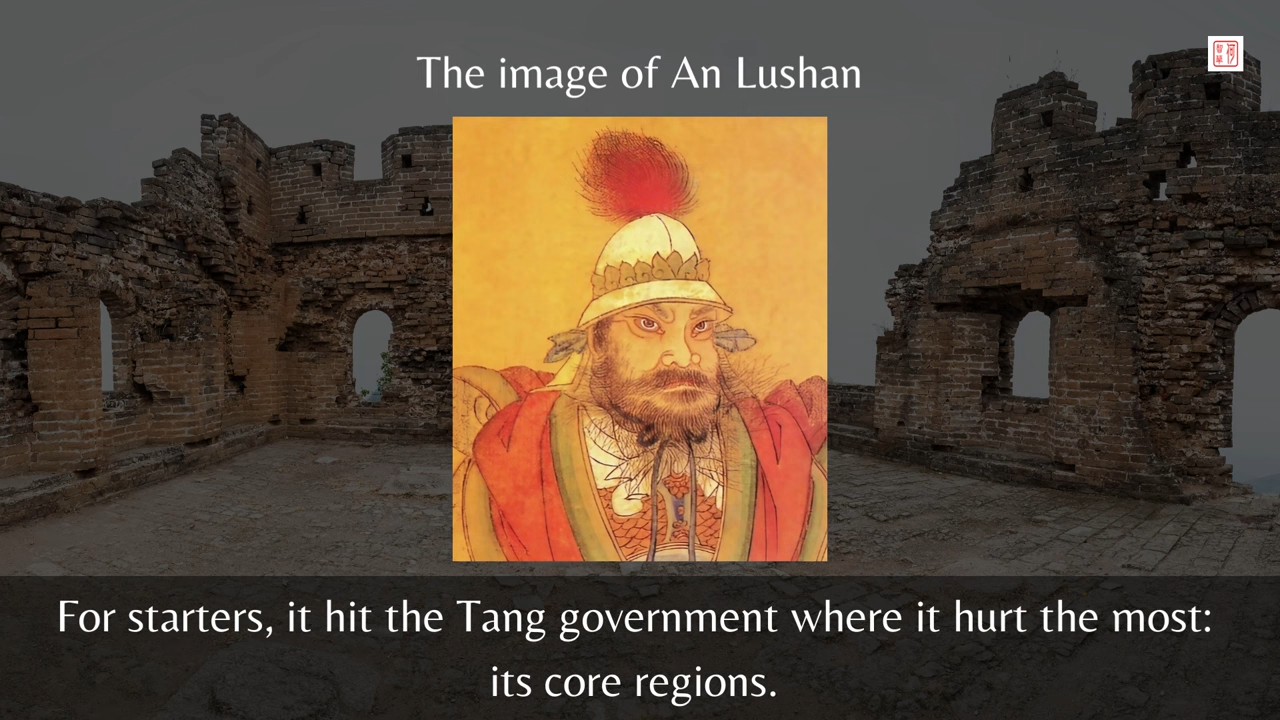 The image of An Lushan
For starters, it hit the Tang government where it hurt the most:
its core regions.